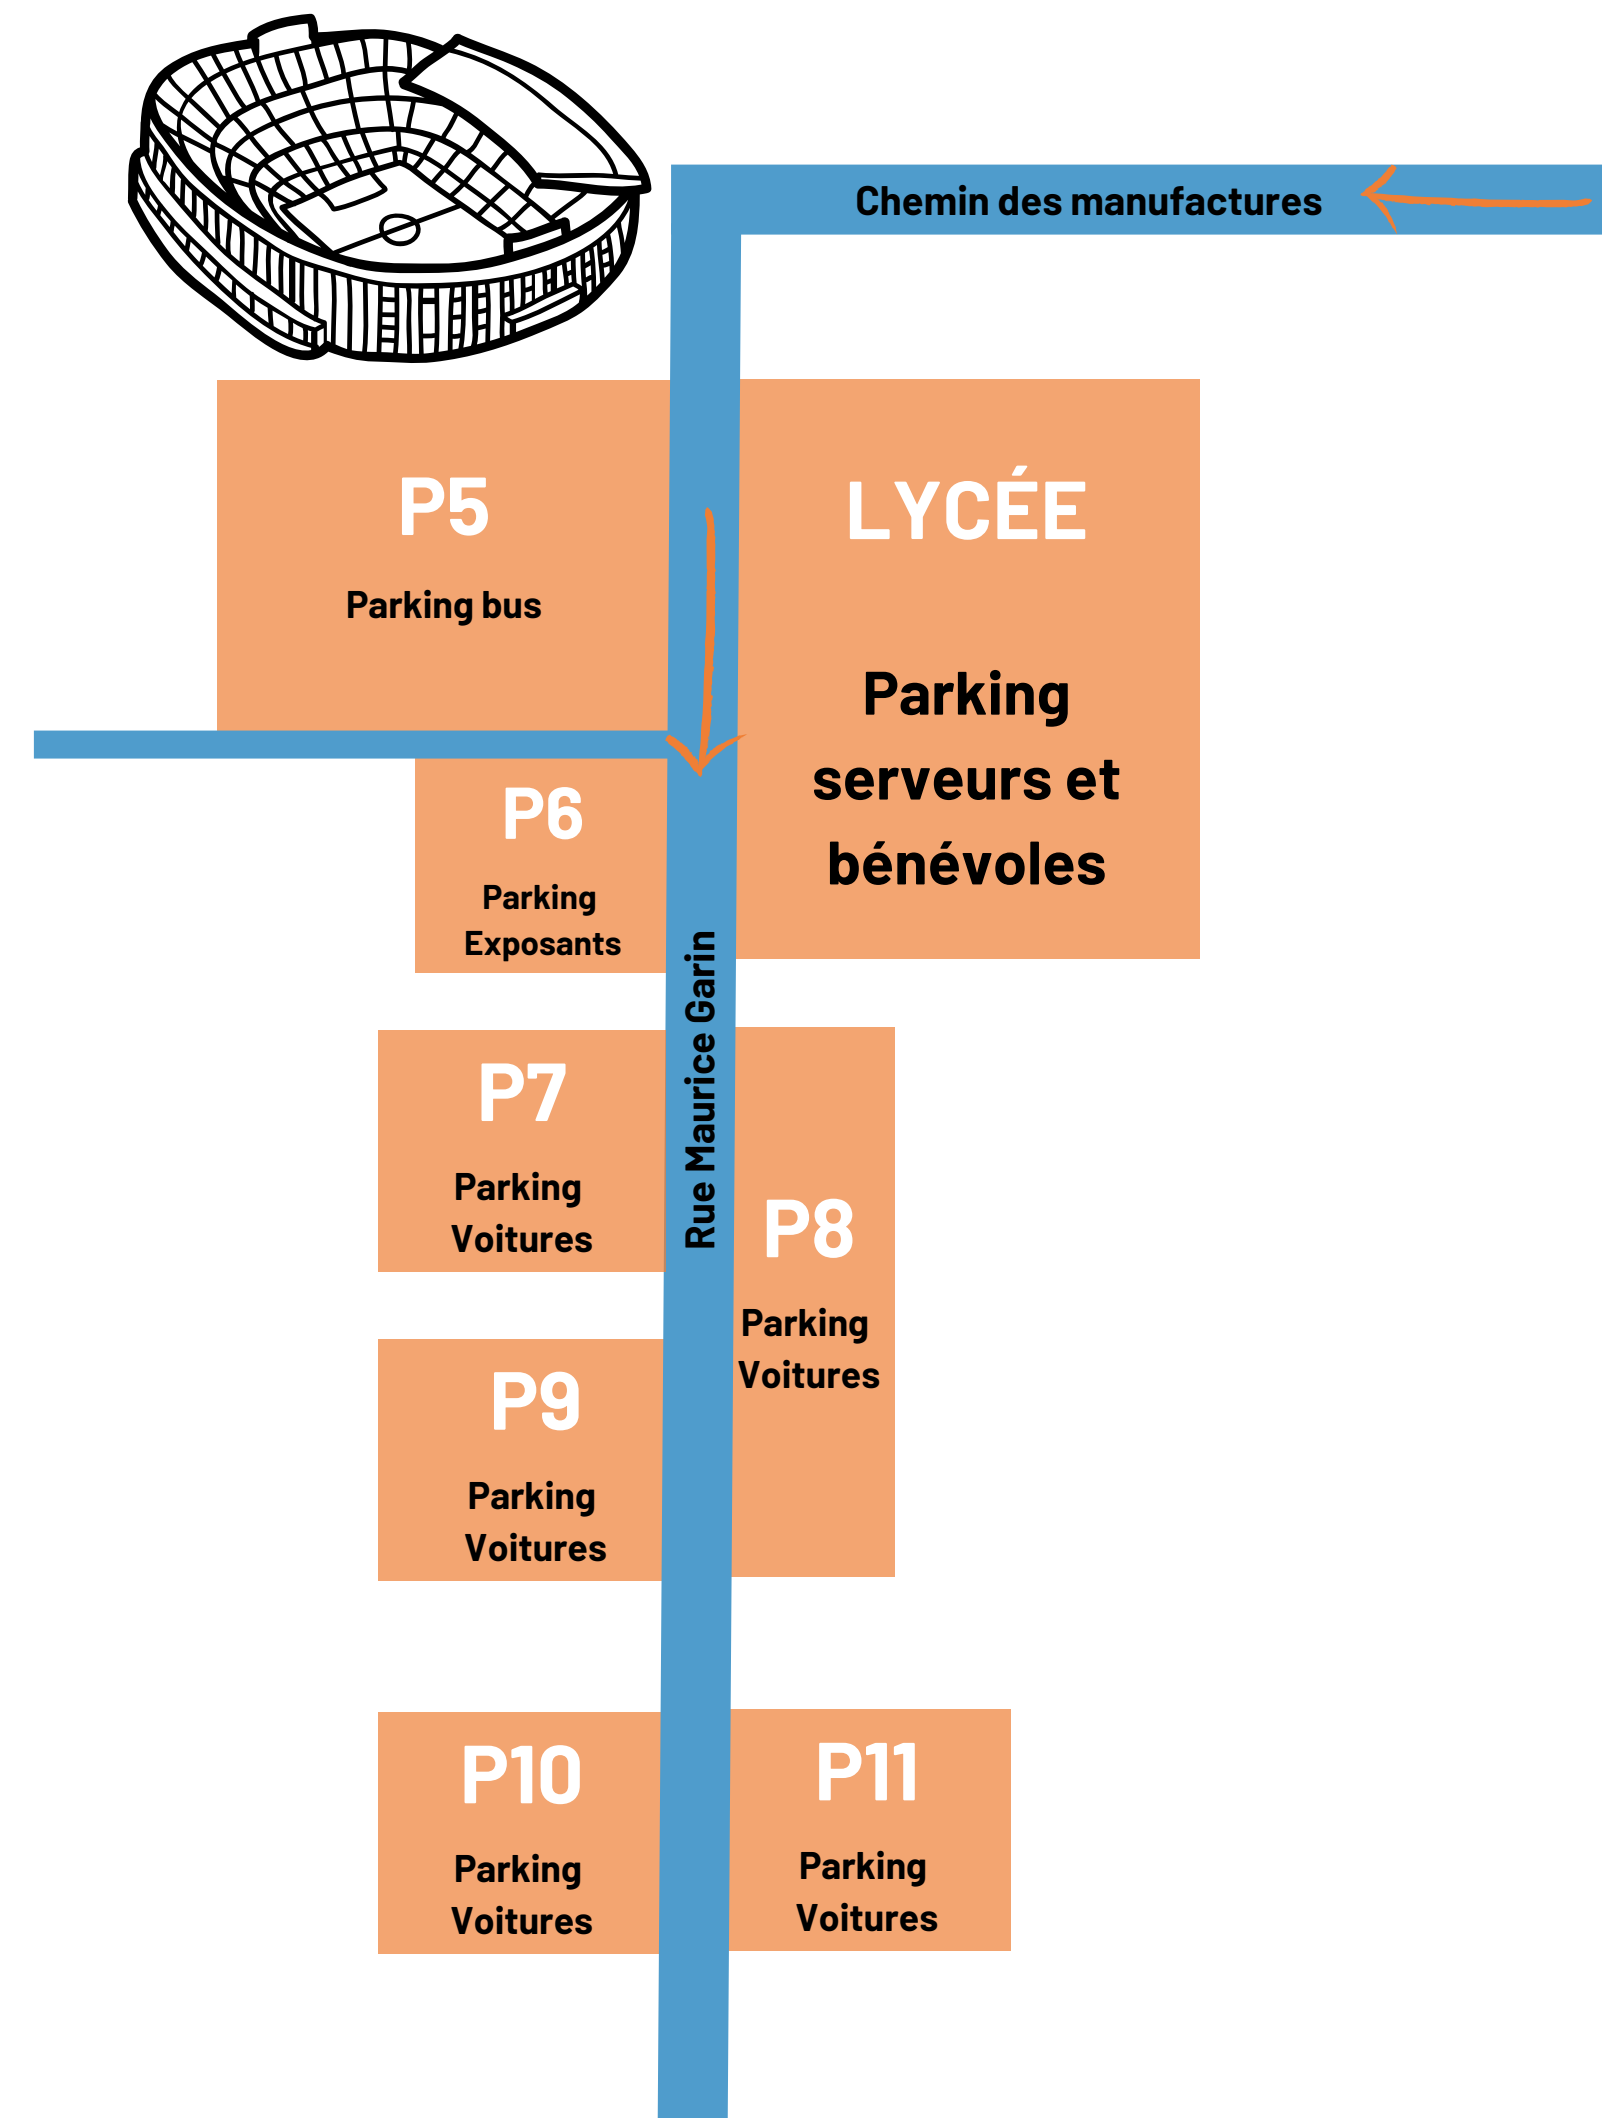 Chemin des manufactures
P5
Parking bus
LYCÉE
Parking
serveurs et
bénévoles
P6
Parking
Exposants
Rue Maurice Garin
P7
Parking
Voitures
P8
Parking
Voitures
P9
Parking
Voitures
P10
Parking
Voitures
P11
Parking
Voitures